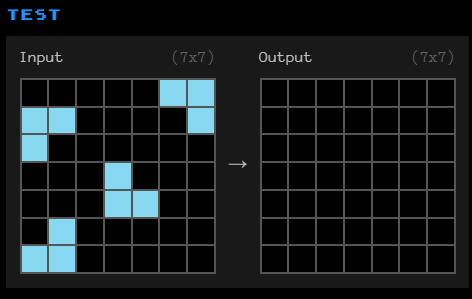 TEST
Input (7x7) Output (7x7)
→